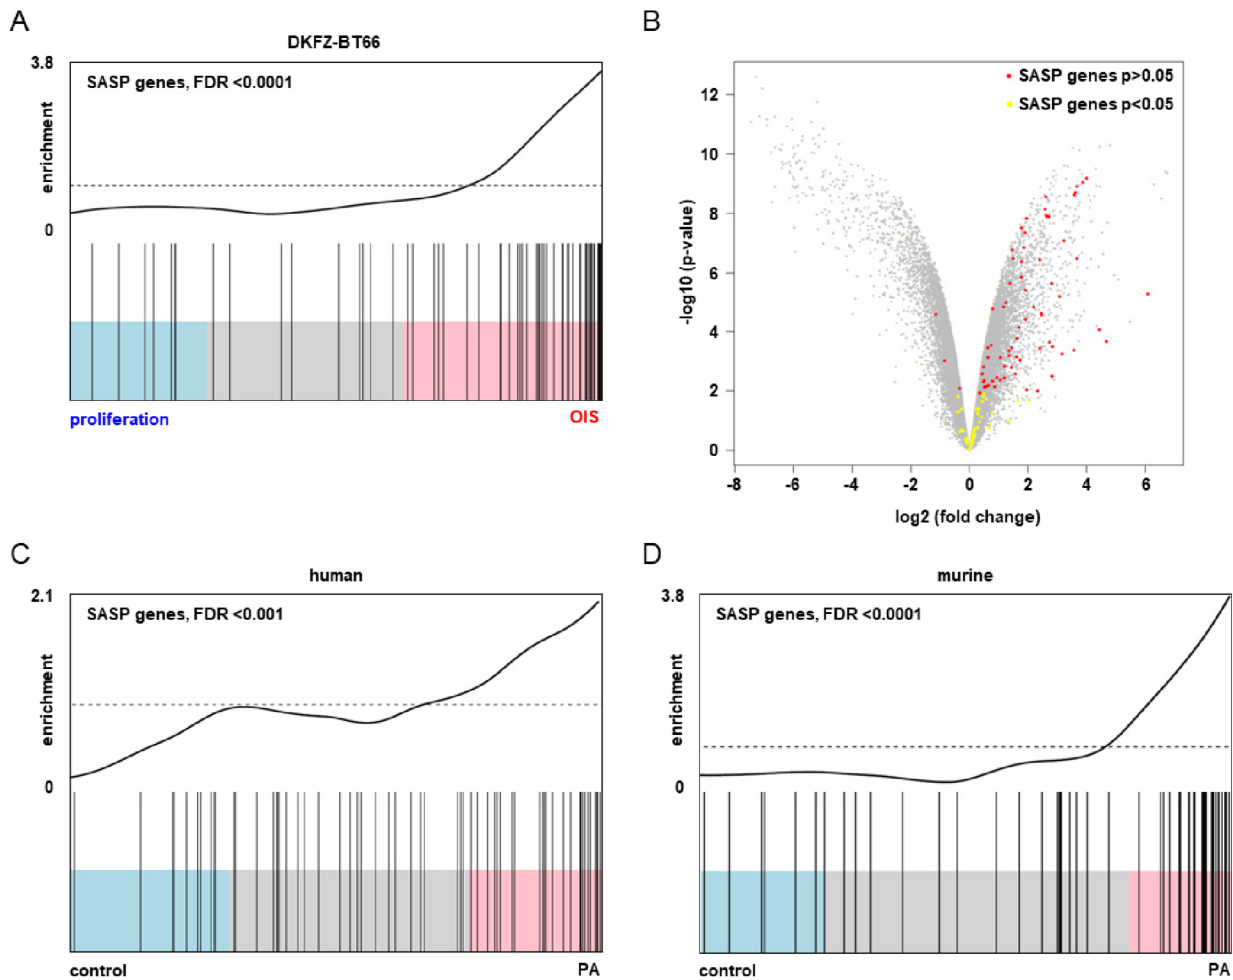 A
DKFZ-BT66
3.8
SASP genes, FDR <0.0001
enrichment
0
proliferation
OIS
B
SASP genes p>0.05
SASP genes p<0.05
12
10
8
6
4
2
0
-log10 (p-value)
-8
-6
-4
-2
0
2
4
6
log2 (fold change)
C
human
2.1
SASP genes, FDR <0.001
enrichment
0
control
PA
D
murine
3.8
SASP genes, FDR <0.0001
enrichment
0
control
PA